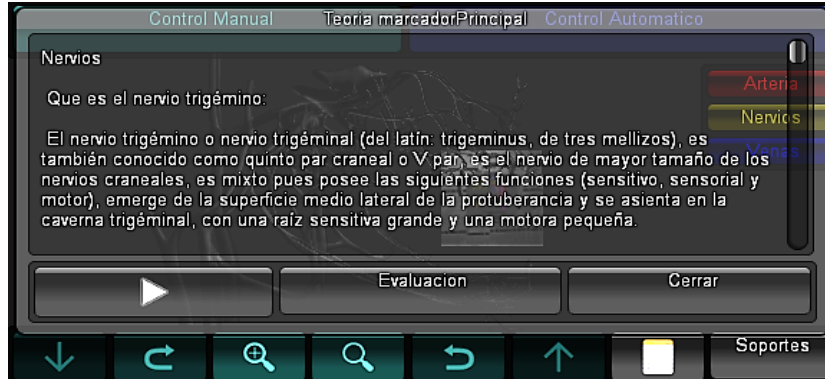 Control Manual Teoria marcadorPrincipal Control Automatico
Nervios
Arteria
Que es el nervio trigémino:
Nervios
El nervio trigémino o nervio trigéminal (del latín: trigeminus, de tres mellizos), es
también conocido como quinto par craneal o V par, es el nervio de mayor tamaño de los
Venas
nervios craneales, es mixto pues posee las siguientes funciones (sensitivo, sensorial y
motor), emerge de la superficie medio lateral de la protuberancia y se asienta en la
caverna trigéminal, con una raíz sensitiva grande y una motora pequeña.
Evaluacion
Cerrar
Soportes